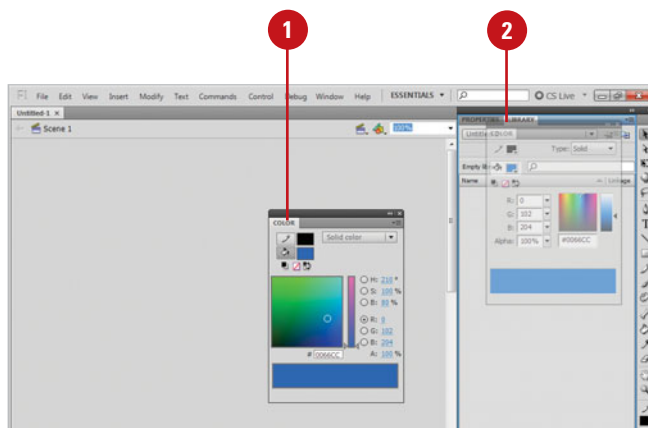 1
2
Fl File Edit View Insert Modify Text Commands Control Debug Window Help ESSENTIALS CS Live
Untitled-1 ×
Scene 1 100%
PROPERTIES LIBRARY
COLOR
Type: Solid
Empty
Name Linkage
R: 0
G: 102
B: 204
Alpha: 100% #0066CC
COLOR
Solid color
H: 210 °
S: 100 %
B: 80 %
R: 0
G: 102
B: 204
# 0066CC A: 100 %